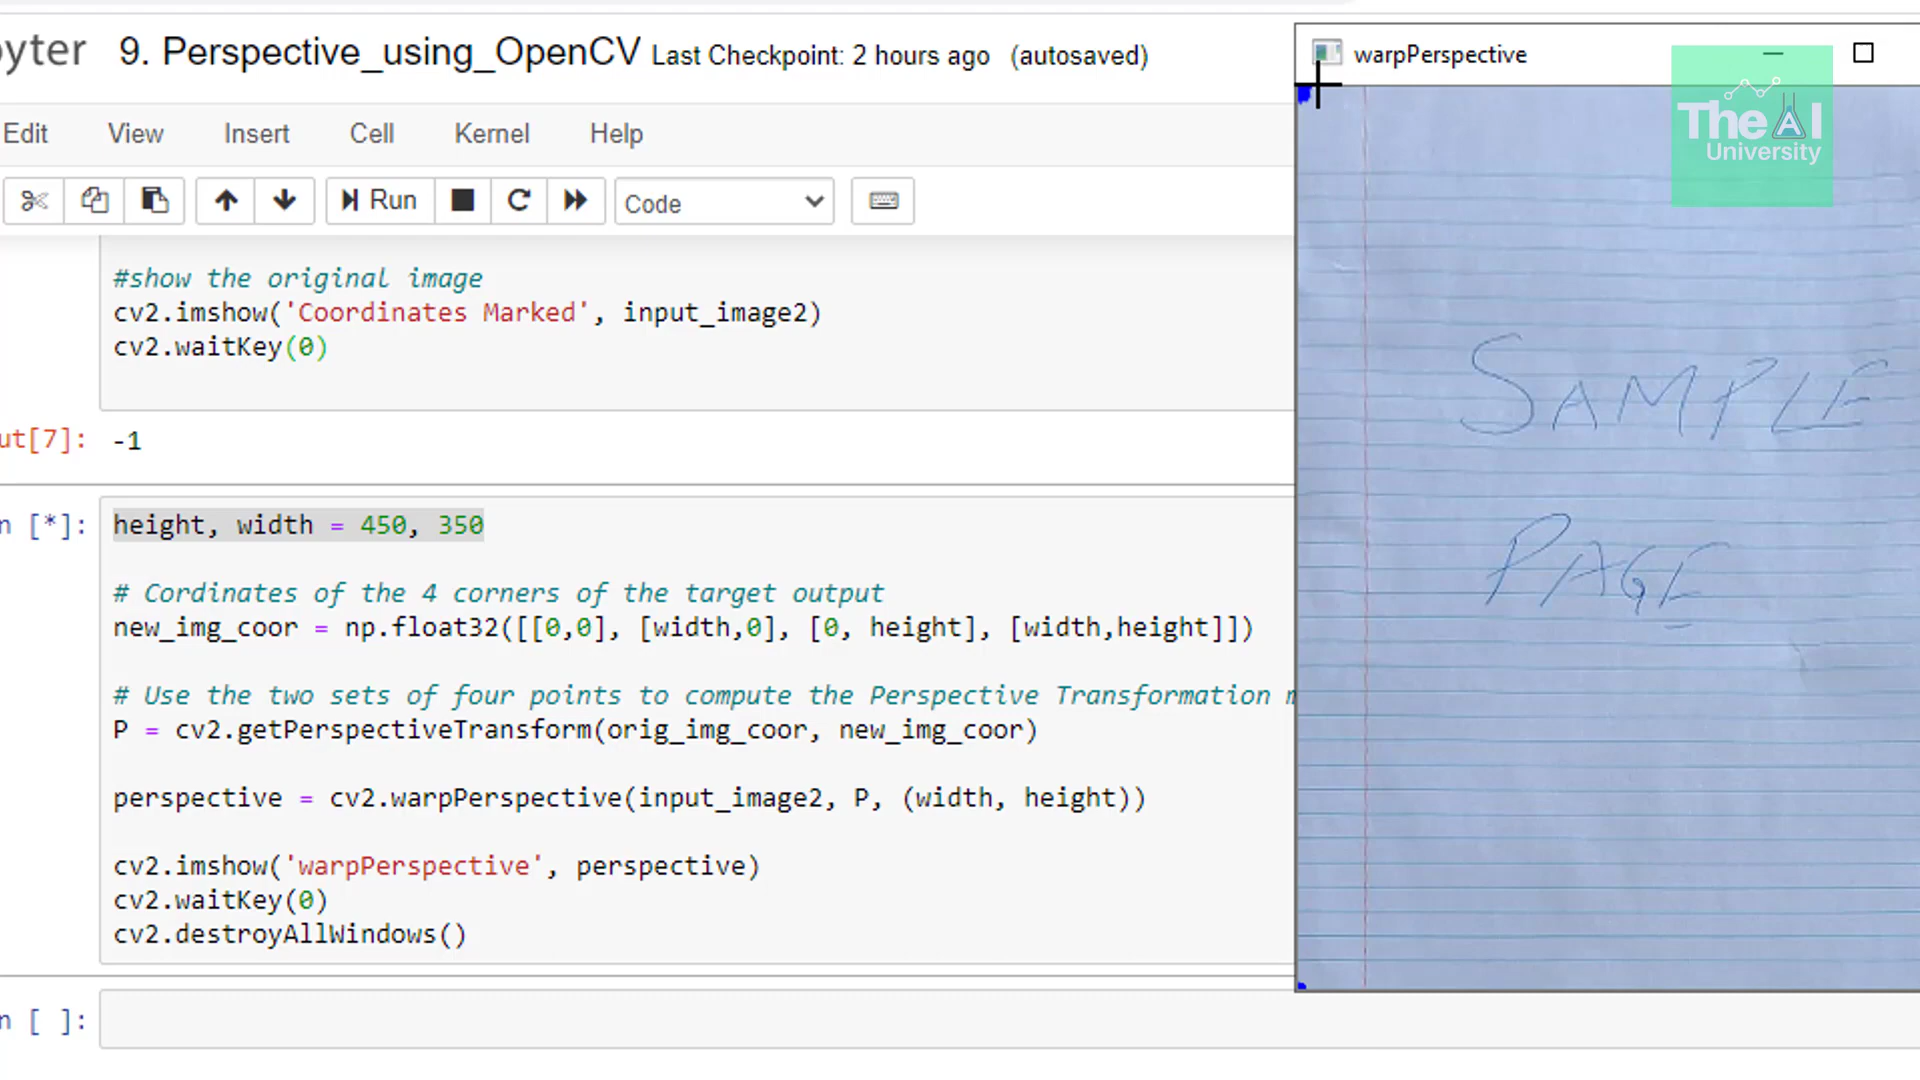 yter 9. Perspective_using_OpenCV Last Checkpoint: 2 hours ago (autosaved)
Edit View Insert Cell Kernel Help
Run Code
#show the original image
cv2.imshow('Coordinates Marked', input_image2)
cv2.waitKey(0)
ut[7]: -1
n [*]: height, width = 450, 350
# Cordinates of the 4 corners of the target output
new_img_coor = np.float32([[0,0], [width,0], [0, height], [width,height]])
# Use the two sets of four points to compute the Perspective Transformation m
P = cv2.getPerspectiveTransform(orig_img_coor, new_img_coor)
perspective = cv2.warpPerspective(input_image2, P, (width, height))
cv2.imshow('warpPerspective', perspective)
cv2.waitKey(0)
cv2.destroyAllWindows()
n [ ]:
warpPerspective
The AI
University
SAMPLE
PAGE